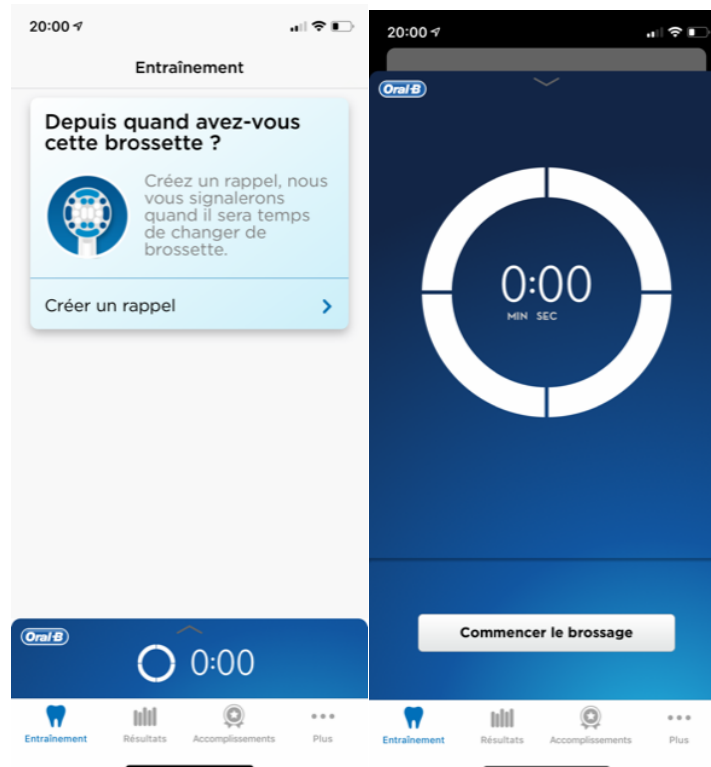 20:00
Entraînement
Depuis quand avez-vous
cette brossette ?
Créez un rappel, nous
vous signalerons
quand il sera temps
de changer de
brossette.
Créer un rappel
Oral-B
0:00
Entraînement Résultats Accomplissements Plus
20:00
Oral-B
0:00
MIN SEC
Commencer le brossage
Entraînement Résultats Accomplissements Plus